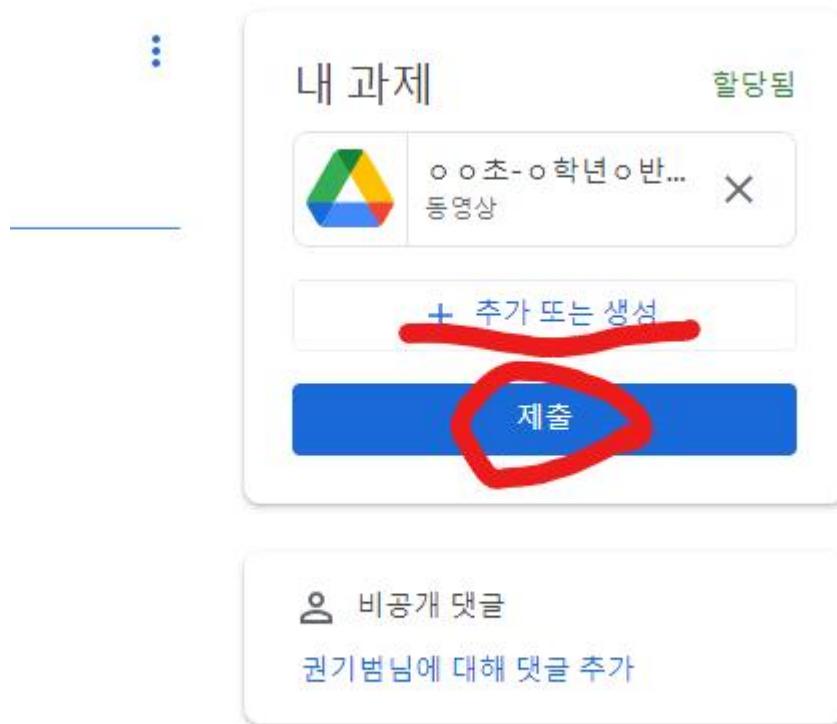 내 과제
할당됨
ㅇㅇ초-ㅇ학년ㅇ반...
동영상
+ 추가 또는 생성
제출
비공개 댓글
권기범님에 대해 댓글 추가